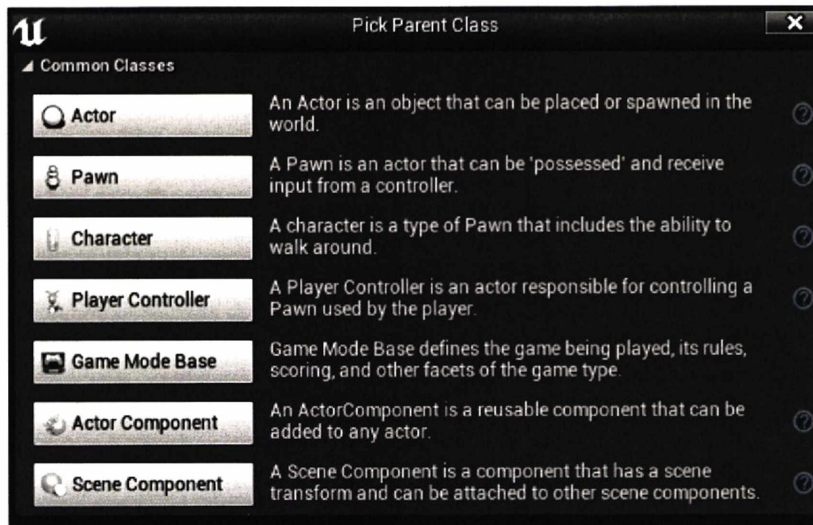 Pick Parent Class
Common Classes
Actor
An Actor is an object that can be placed or spawned in the
world.
Pawn
A Pawn is an actor that can be 'possessed' and receive
input from a controller.
Character
A character is a type of Pawn that includes the ability to
walk around.
Player Controller
A Player Controller is an actor responsible for controlling a
Pawn used by the player.
Game Mode Base
Game Mode Base defines the game being played, its rules,
scoring, and other facets of the game type.
Actor Component
An ActorComponent is a reusable component that can be
added to any actor.
Scene Component
A Scene Component is a component that has a scene
transform and can be attached to other scene components.